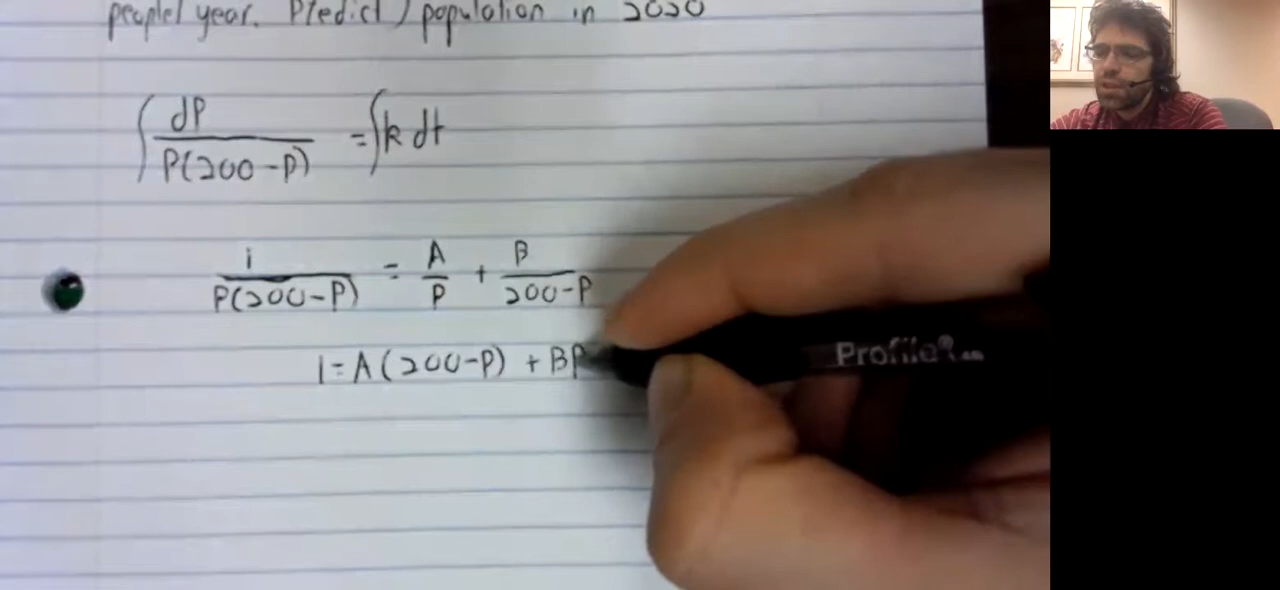 people/year. Predict population in 2020
∫ dP / P(200-P) = ∫ k dt
1 / P(200-P) = A / P + B / 200-P
1 = A(200-P) + BP
Profile